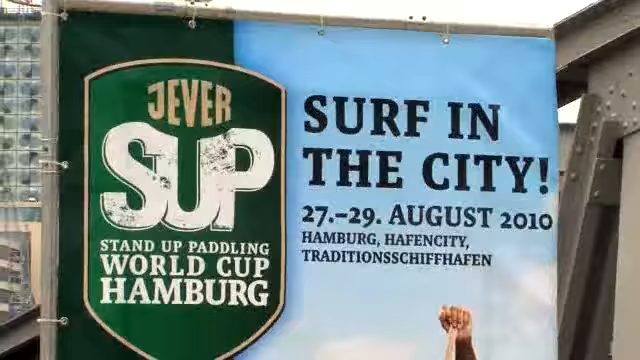 JEVER
SUP
STAND UP PADDLING
WORLD CUP
HAMBURG
SURF IN
THE CITY!
27.–29. AUGUST 2010
HAMBURG, HAFENCITY,
TRADITIONSSCHIFFHAFEN